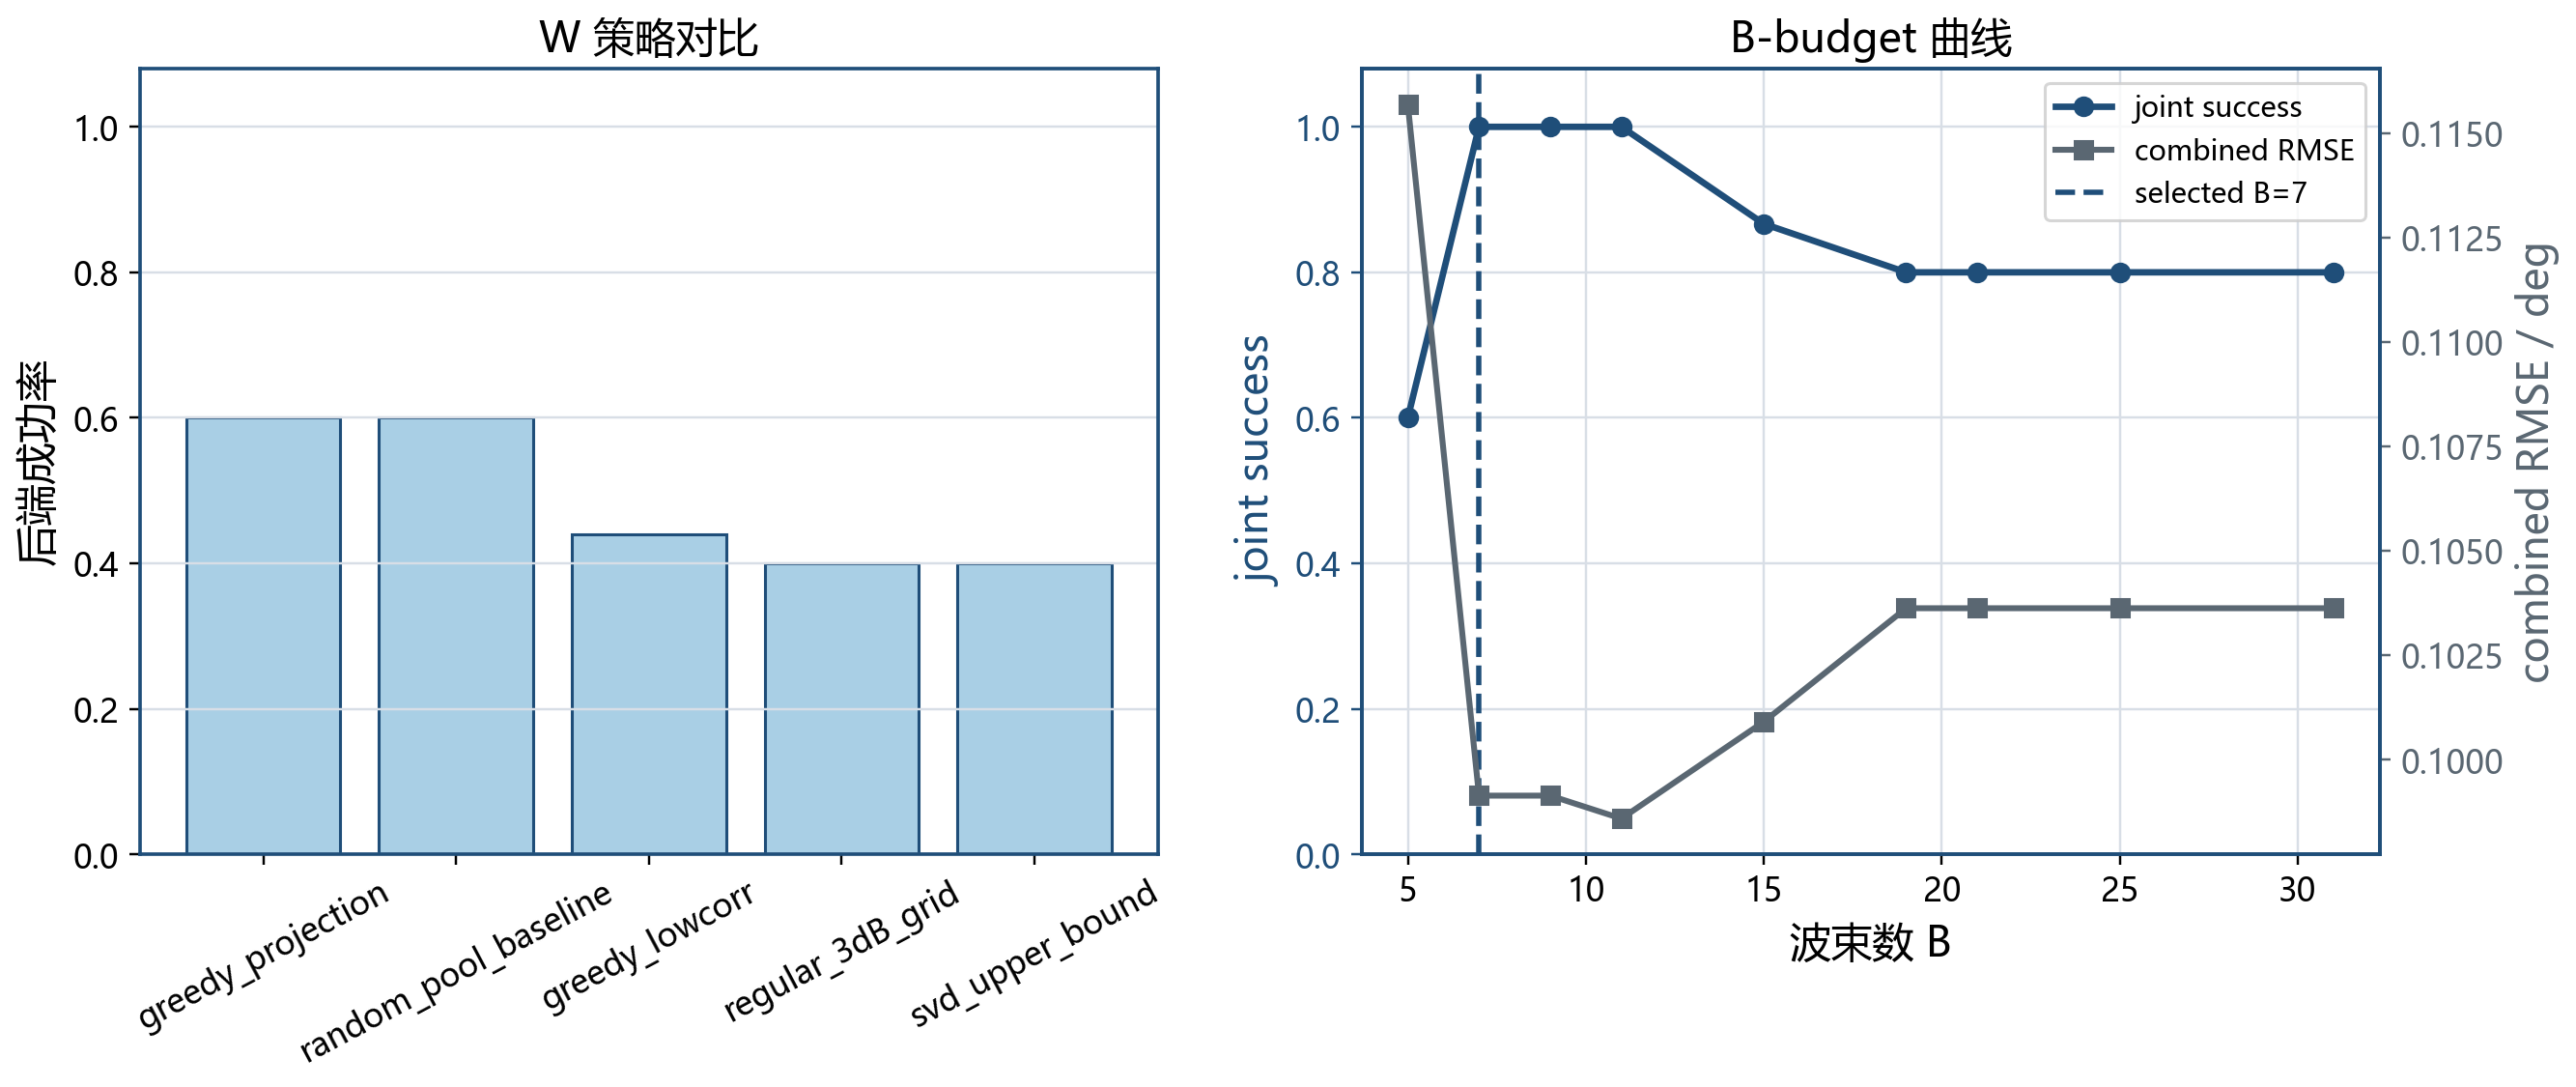 W 策略对比
后端成功率
1.0
0.8
0.6
0.4
0.2
0.0
greedy_projection
random_pool_baseline
greedy_lowcorr
regular_3dB_grid
svd_upper_bound
B-budget 曲线
joint success
1.0
0.8
0.6
0.4
0.2
0.0
joint success
combined RMSE
selected B=7
0.1150
0.1125
0.1100
0.1075
0.1050
0.1025
0.1000
combined RMSE / deg
5
10
15
20
25
30
波束数 B